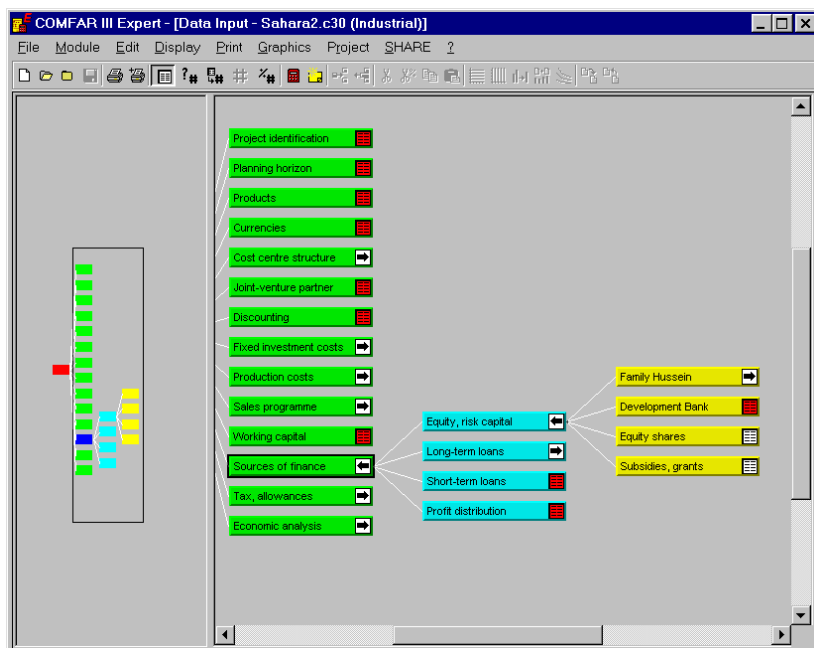 COMFAR III Expert - [Data Input - Sahara2.c30 (Industrial)]
File Module Edit Display Print Graphics Project SHARE ?
Project identification
Planning horizon
Products
Currencies
Cost centre structure
Joint-venture partner
Discounting
Fixed investment costs
Production costs
Sales programme
Working capital
Sources of finance
Tax, allowances
Economic analysis
Equity, risk capital
Long-term loans
Short-term loans
Profit distribution
Family Hussein
Development Bank
Equity shares
Subsidies, grants